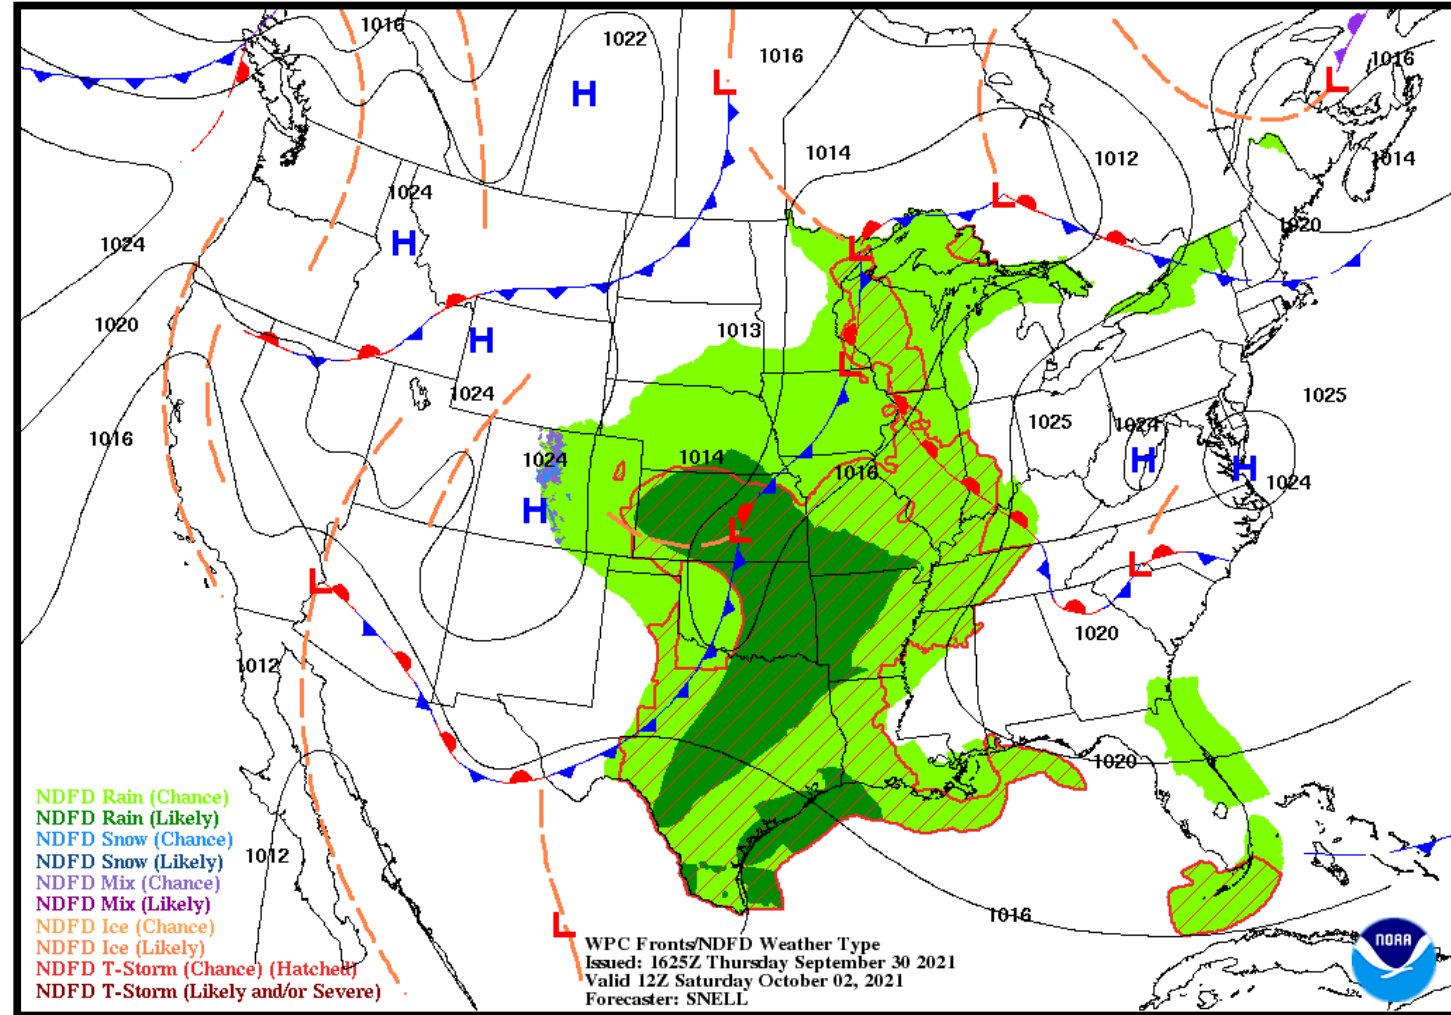 1016
1022
1016
1016
L
L
H
1014
1012
1014
1024
L
1020
1024
H
L
1020
1013
H
L
1024
1025
1016
1025
1024
1024
1014
1016
H
H
1024
H
L
L
L
1020
1012
1020
1012
1016
L
NDFD Rain (Chance)
NDFD Rain (Likely)
NDFD Snow (Chance)
NDFD Snow (Likely)
NDFD Mix (Chance)
NDFD Mix (Likely)
NDFD Ice (Chance)
NDFD Ice (Likely)
NDFD T-Storm (Chance) (Hatched)
NDFD T-Storm (Likely and/or Severe)
WPC Fronts/NDFD Weather Type
Issued: 1625Z Thursday September 30 2021
Valid 12Z Saturday October 02, 2021
Forecaster: SNELL
NOAA